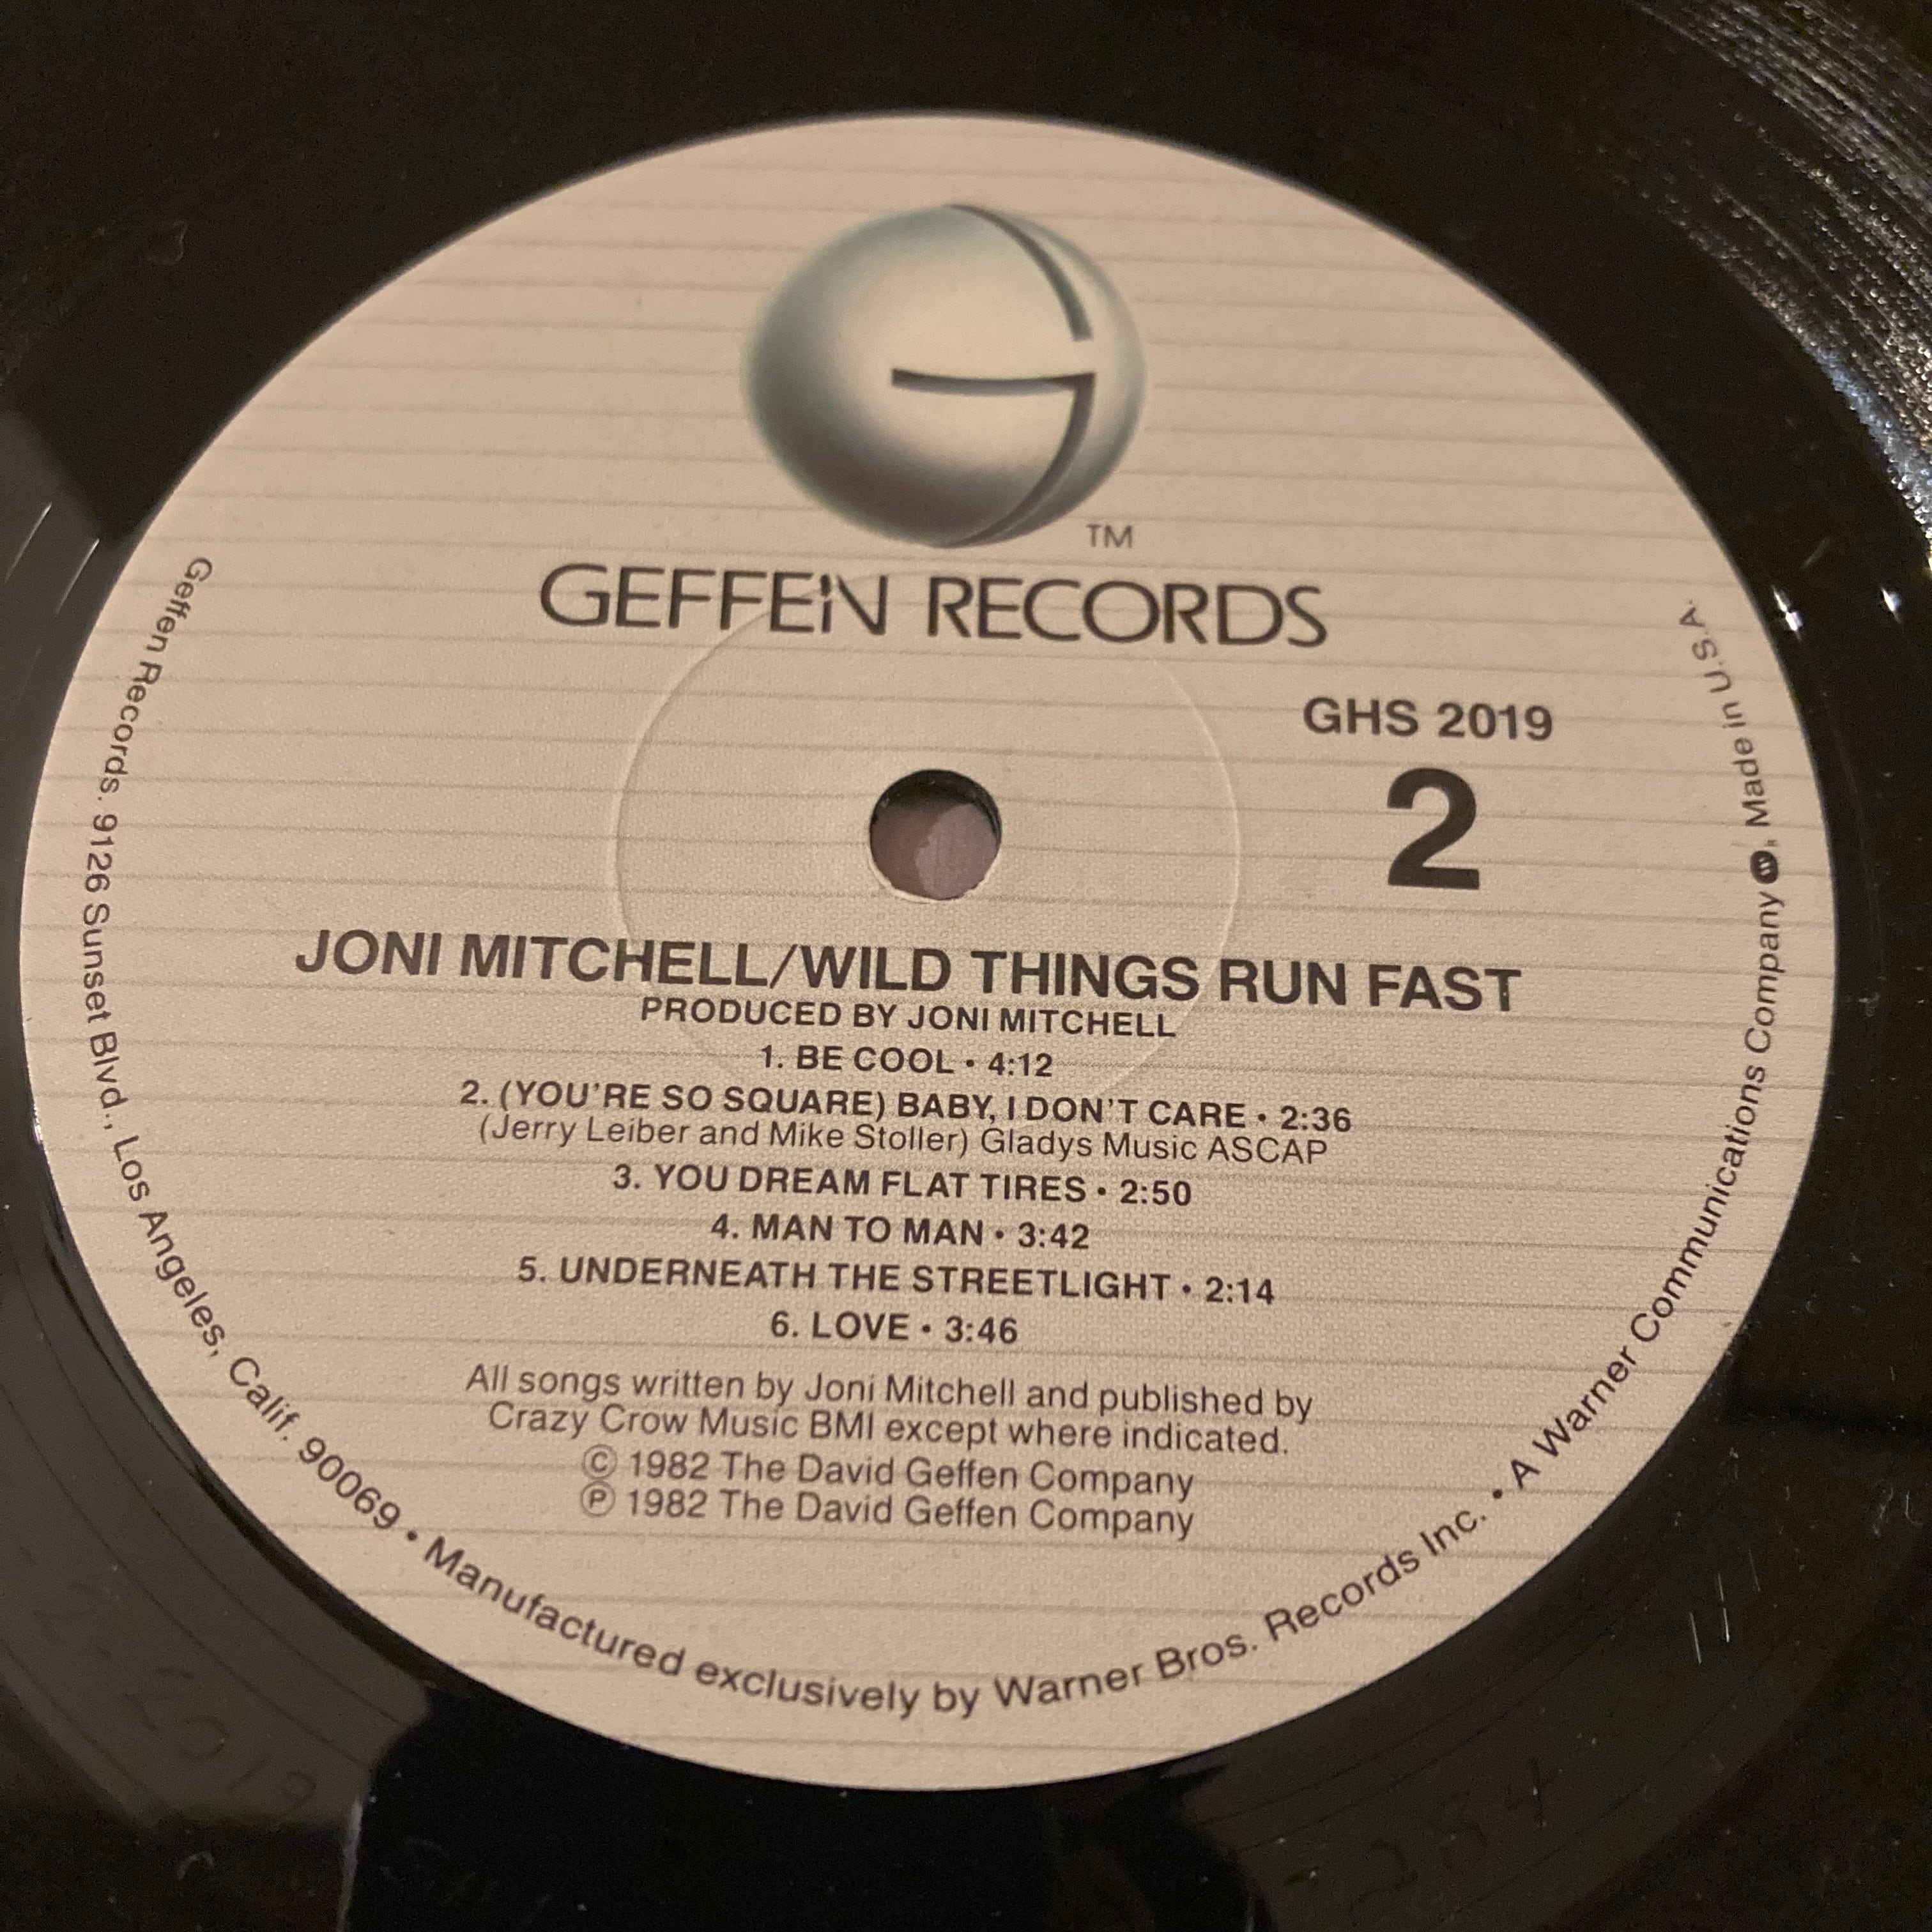 TM
GEFFEN RECORDS
GHS 2019
2
JONI MITCHELL/WILD THINGS RUN FAST
PRODUCED BY JONI MITCHELL
1. BE COOL • 4:12
2. (YOU'RE SO SQUARE) BABY, I DON'T CARE • 2:36
(Jerry Leiber and Mike Stoller) Gladys Music ASCAP
3. YOU DREAM FLAT TIRES • 2:50
4. MAN TO MAN • 3:42
5. UNDERNEATH THE STREETLIGHT • 2:14
6. LOVE • 3:46
All songs written by Joni Mitchell and published by
Crazy Crow Music BMI except where indicated.
© 1982 The David Geffen Company
℗ 1982 The David Geffen Company
Geffen Records. 9126 Sunset Blvd., Los Angeles, Calif. 90069 • Manufactured exclusively by Warner Bros. Records Inc. • A Warner Communications Company, Made in U.S.A.